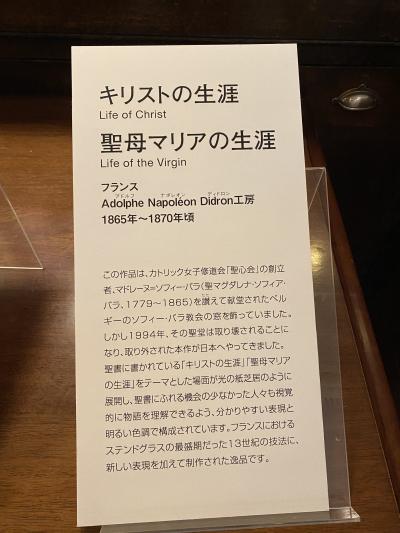 キリストの生涯
Life of Christ
聖母マリアの生涯
Life of the Virgin
フランス
アドルフ ナポレオン ディドロン
Adolphe Napoléon Didron工房
1865年〜1870年頃
この作品は、カトリック女子修道会「聖心会」の創立
者、マドレーヌ=ソフィー・バラ(聖マグダレナ・ソフィア・
バラ、1779〜1865)を讃えて献堂されたベル
ギーのソフィー・バラ教会の窓を飾っていました。
しかし1994年、その聖堂は取り壊されることに
なり、取り外された本作が日本へやってきました。
聖書に書かれている「キリストの生涯」「聖母マリア
の生涯」をテーマとした場面が光の紙芝居のように
展開し、聖書にふれる機会の少なかった人々も視覚
的に物語を理解できるよう、分かりやすい表現と
明るい色調で構成されています。フランスにおける
ステンドグラスの最盛期だった13世紀の技法に、
新しい表現を加えて制作された逸品です。